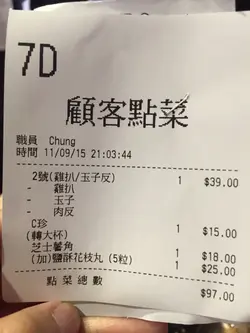 7D
顧客點菜
職員 Chung
時間 11/09/15 21:03:44
2號(雞扒/玉子反) 1 $39.00
- 雞扒
- 玉子
- 肉反
C珍 1 $15.00
(轉大杯)
芝士薯角 1 $18.00
(加)鹽酥花枝丸 (5粒) 1 $25.00
點菜總數 $97.00